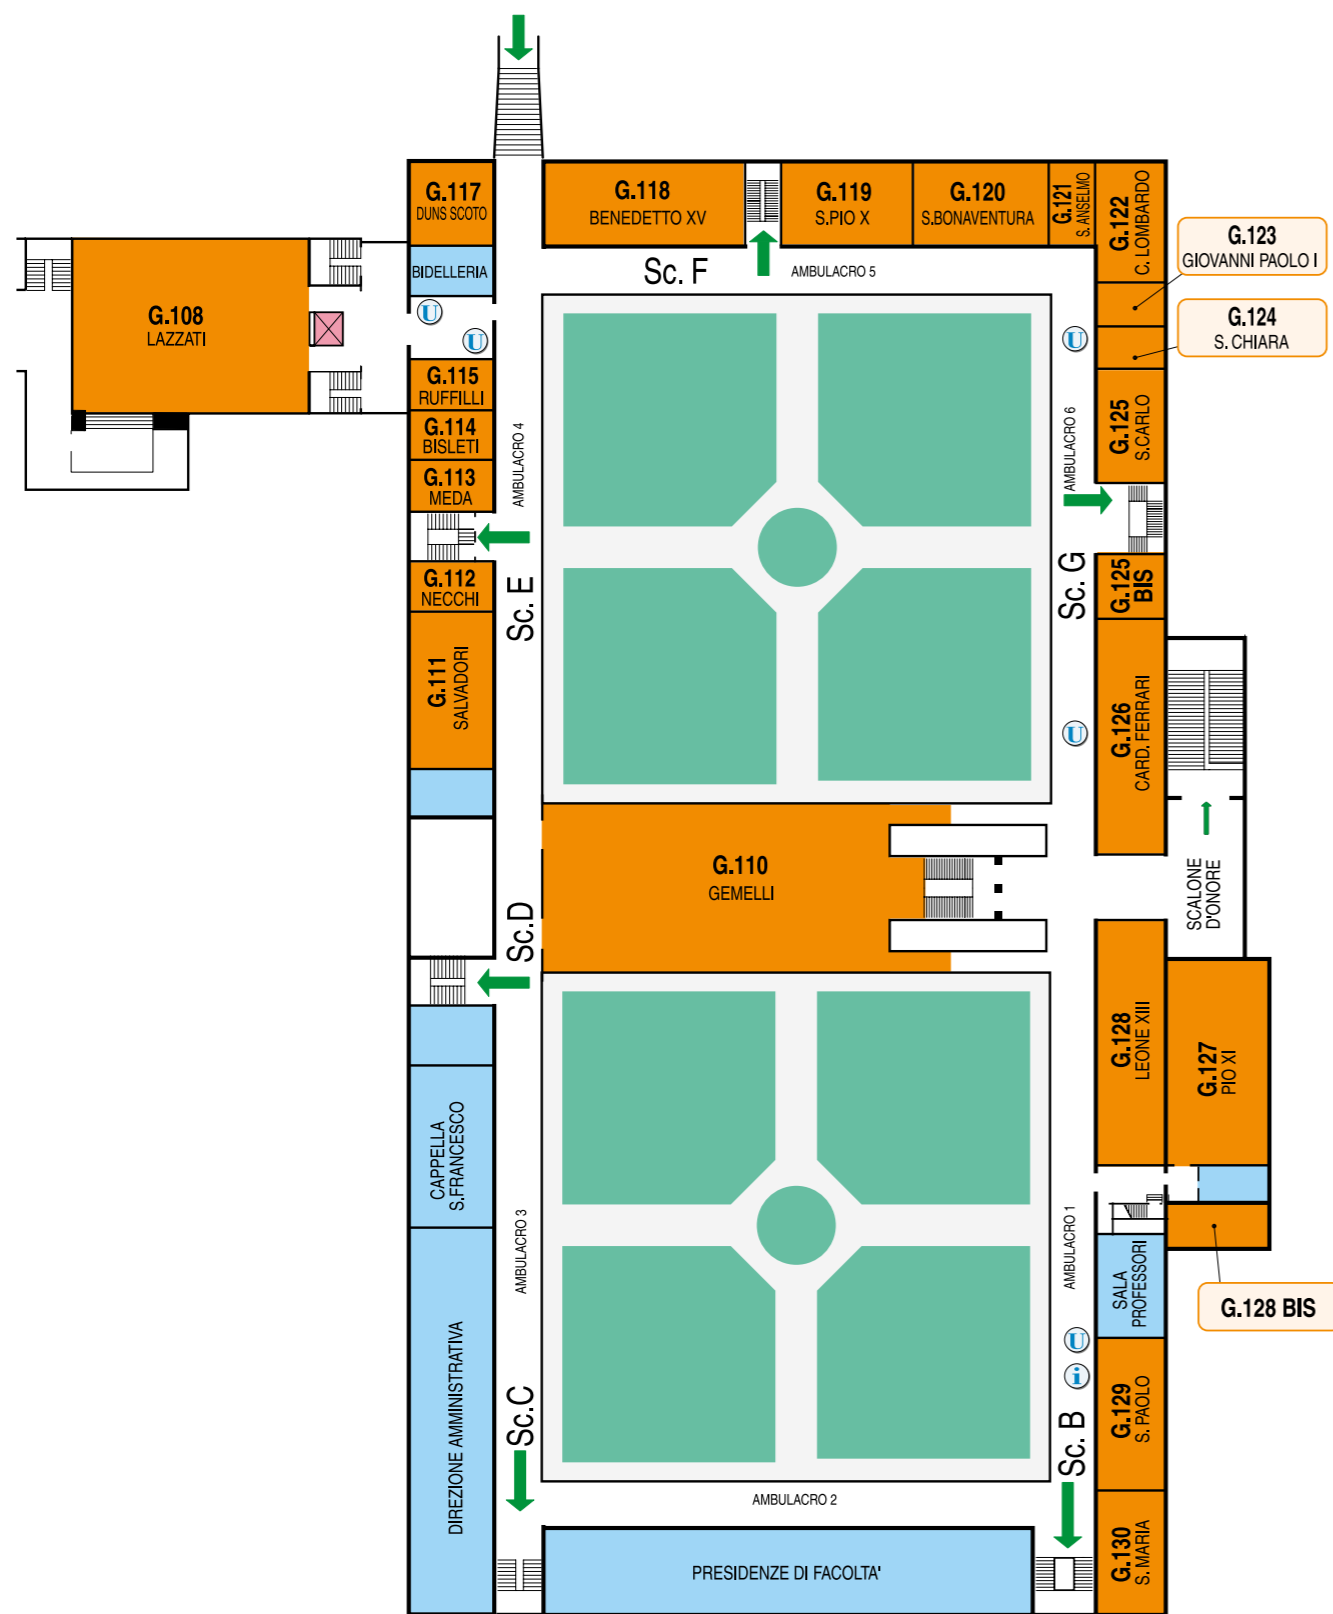 G.117
DUNS SCOTO
BIDELLERIA
G.118
BENEDETTO XV
G.119
S.PIO X
G.120
S.BONAVENTURA
G.121
S. ANSELMO
G.122
C. LOMBARDO
G.123
GIOVANNI PAOLO I
G.124
S. CHIARA
Sc. F
AMBULACRO 5
G.108
LAZZATI
U
U
U
G.115
RUFFILLI
G.114
BISLETI
G.113
MEDA
AMBULACRO 4
AMBULACRO 6
G.125
S.CARLO
Sc. E
Sc. G
G.112
NECCHI
G.125
BIS
G.111
SALVADORI
U
G.126
CARD. FERRARI
G.110
GEMELLI
SCALONE
D'ONORE
Sc.D
G.128
LEONE XIII
G.127
PIO XI
CAPPELLA
S.FRANCESCO
AMBULACRO 3
AMBULACRO 1
SALA
PROFESSORI
G.128 BIS
U
i
DIREZIONE AMMINISTRATIVA
Sc.C
Sc. B
G.129
S. PAOLO
AMBULACRO 2
G.130
S. MARIA
PRESIDENZE DI FACOLTA'